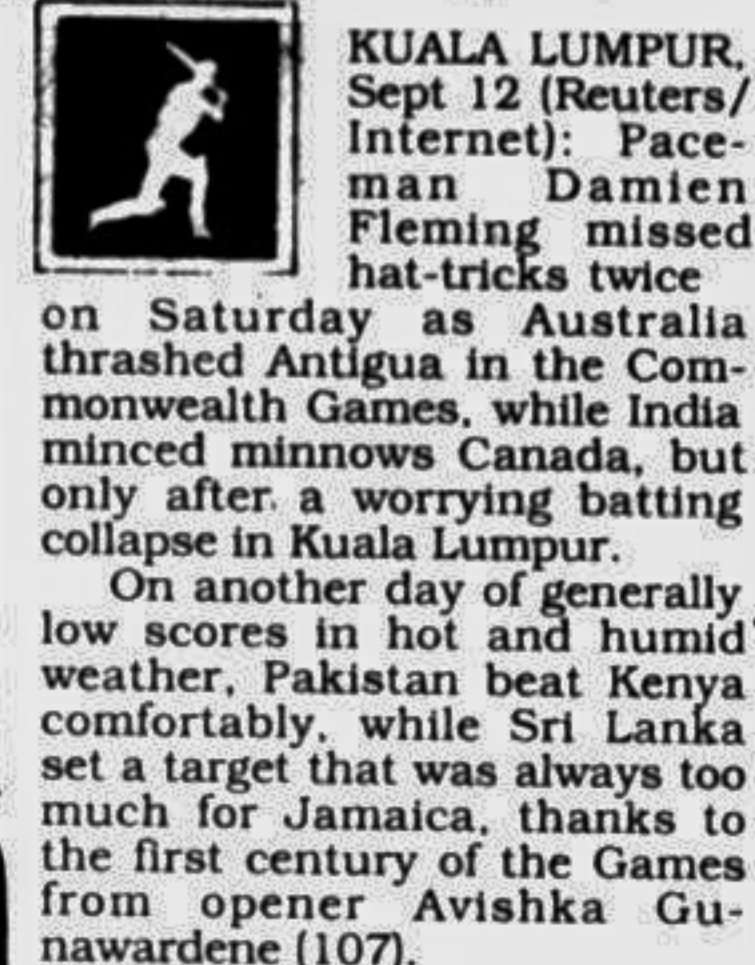 KUALA LUMPUR,
Sept 12 (Reuters/
Internet): Pace-
man Damien
Fleming missed
hat-tricks twice
on Saturday as Australia
thrashed Antigua in the Com-
monwealth Games, while India
minced minnows Canada, but
only after a worrying batting
collapse in Kuala Lumpur.
On another day of generally
low scores in hot and humid
weather, Pakistan beat Kenya
comfortably, while Sri Lanka
set a target that was always too
much for Jamaica, thanks to
the first century of the Games
from opener Avishka Gu-
nawardene (107).